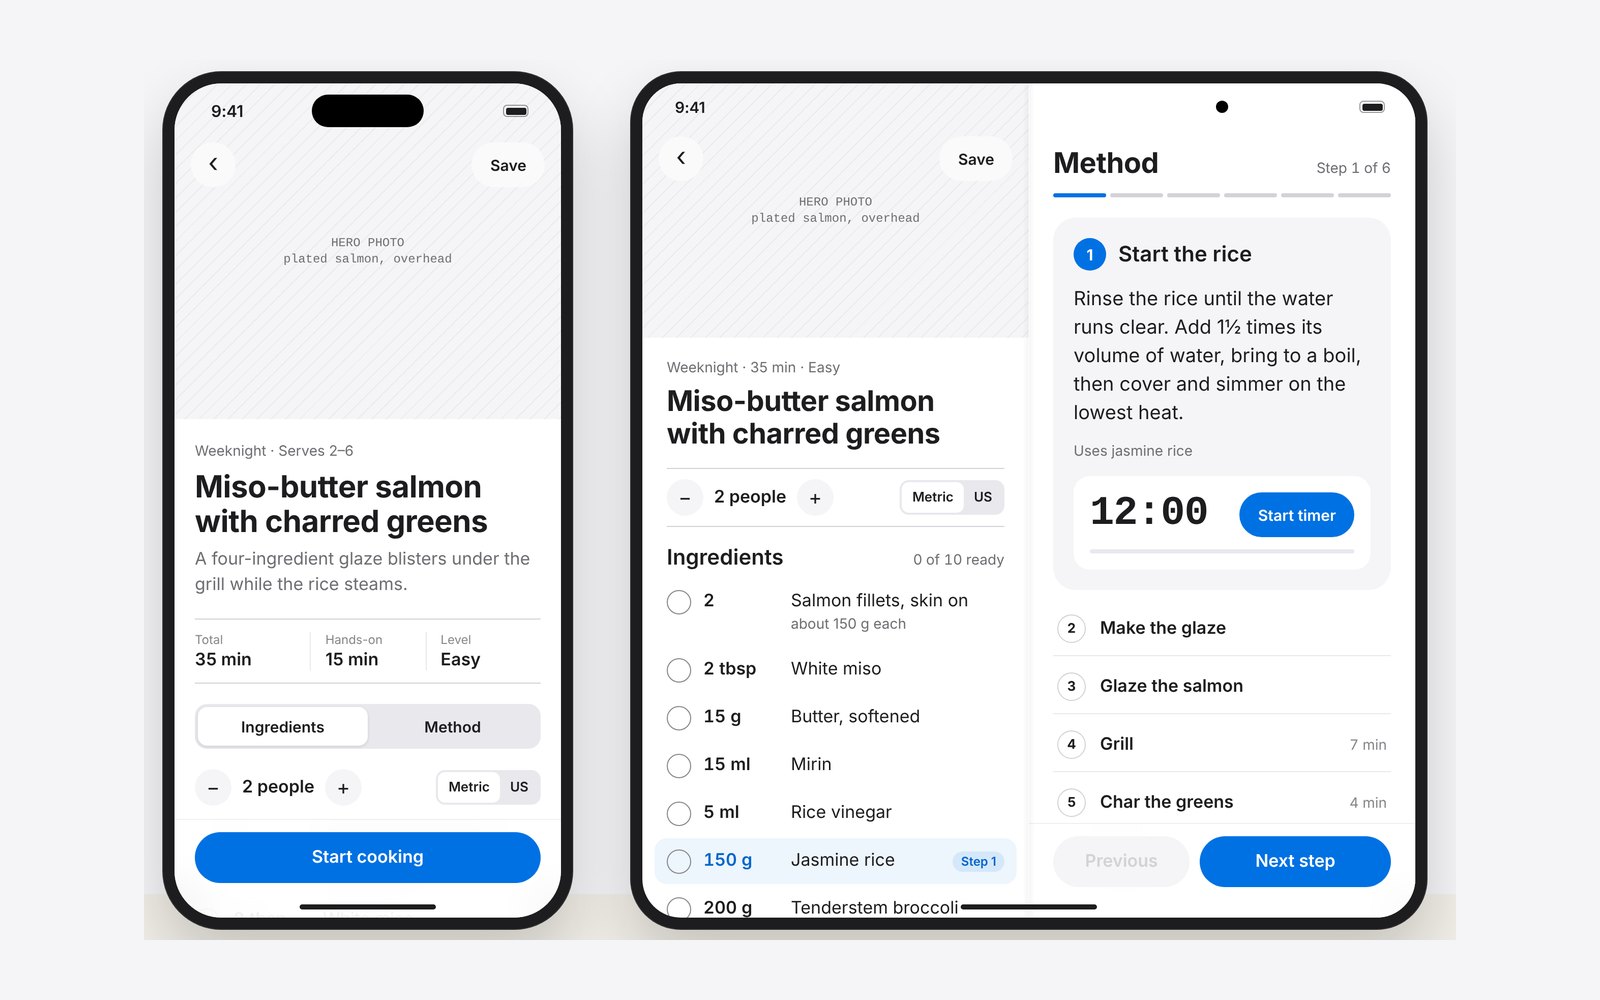 9:41
Save
HERO PHOTO
plated salmon, overhead
Weeknight · Serves 2–6
Miso-butter salmon
with charred greens
A four-ingredient glaze blisters under the
grill while the rice steams.
Total Hands-on Level
35 min 15 min Easy
Ingredients Method
− 2 people + Metric US
Start cooking
9:41
Save
HERO PHOTO
plated salmon, overhead
Weeknight · 35 min · Easy
Miso-butter salmon
with charred greens
− 2 people + Metric US
Ingredients 0 of 10 ready
2 Salmon fillets, skin on
about 150 g each
2 tbsp White miso
15 g Butter, softened
15 ml Mirin
5 ml Rice vinegar
150 g Jasmine rice Step 1
200 g Tenderstem broccoli
Method Step 1 of 6
1 Start the rice
Rinse the rice until the water
runs clear. Add 1½ times its
volume of water, bring to a boil,
then cover and simmer on the
lowest heat.
Uses jasmine rice
12:00 Start timer
2 Make the glaze
3 Glaze the salmon
4 Grill 7 min
5 Char the greens 4 min
Previous Next step